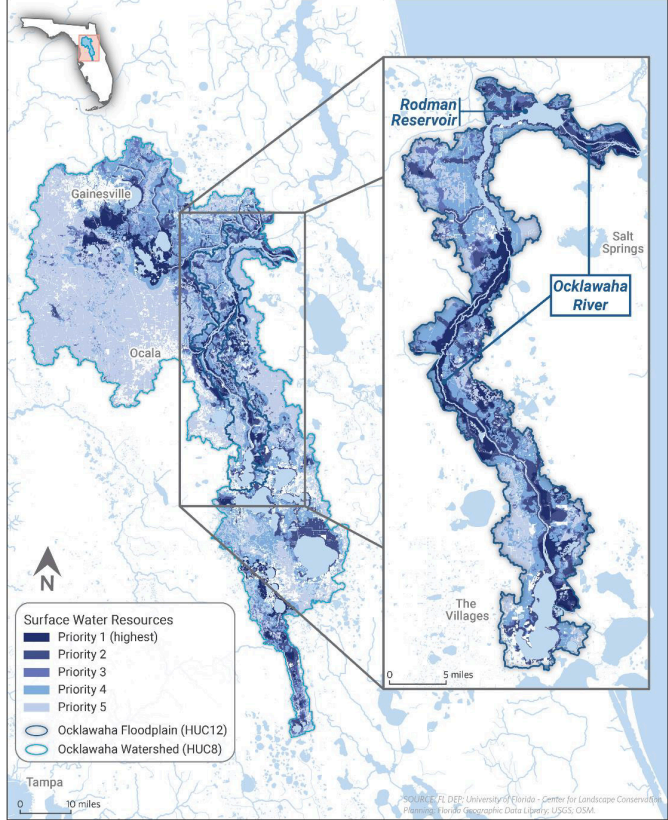 Rodman
Reservoir
Gainesville
Salt
Springs
Ocklawaha
River
Ocala
N
The
Villages
0 5 miles
Surface Water Resources
Priority 1 (highest)
Priority 2
Priority 3
Priority 4
Priority 5
Ocklawaha Floodplain (HUC12)
Ocklawaha Watershed (HUC8)
Tampa
0 10 miles
SOURCE: FL DEP; University of Florida - Center for Landscape Conservation
Planning; Florida Geographic Data Library; USGS, OSM.